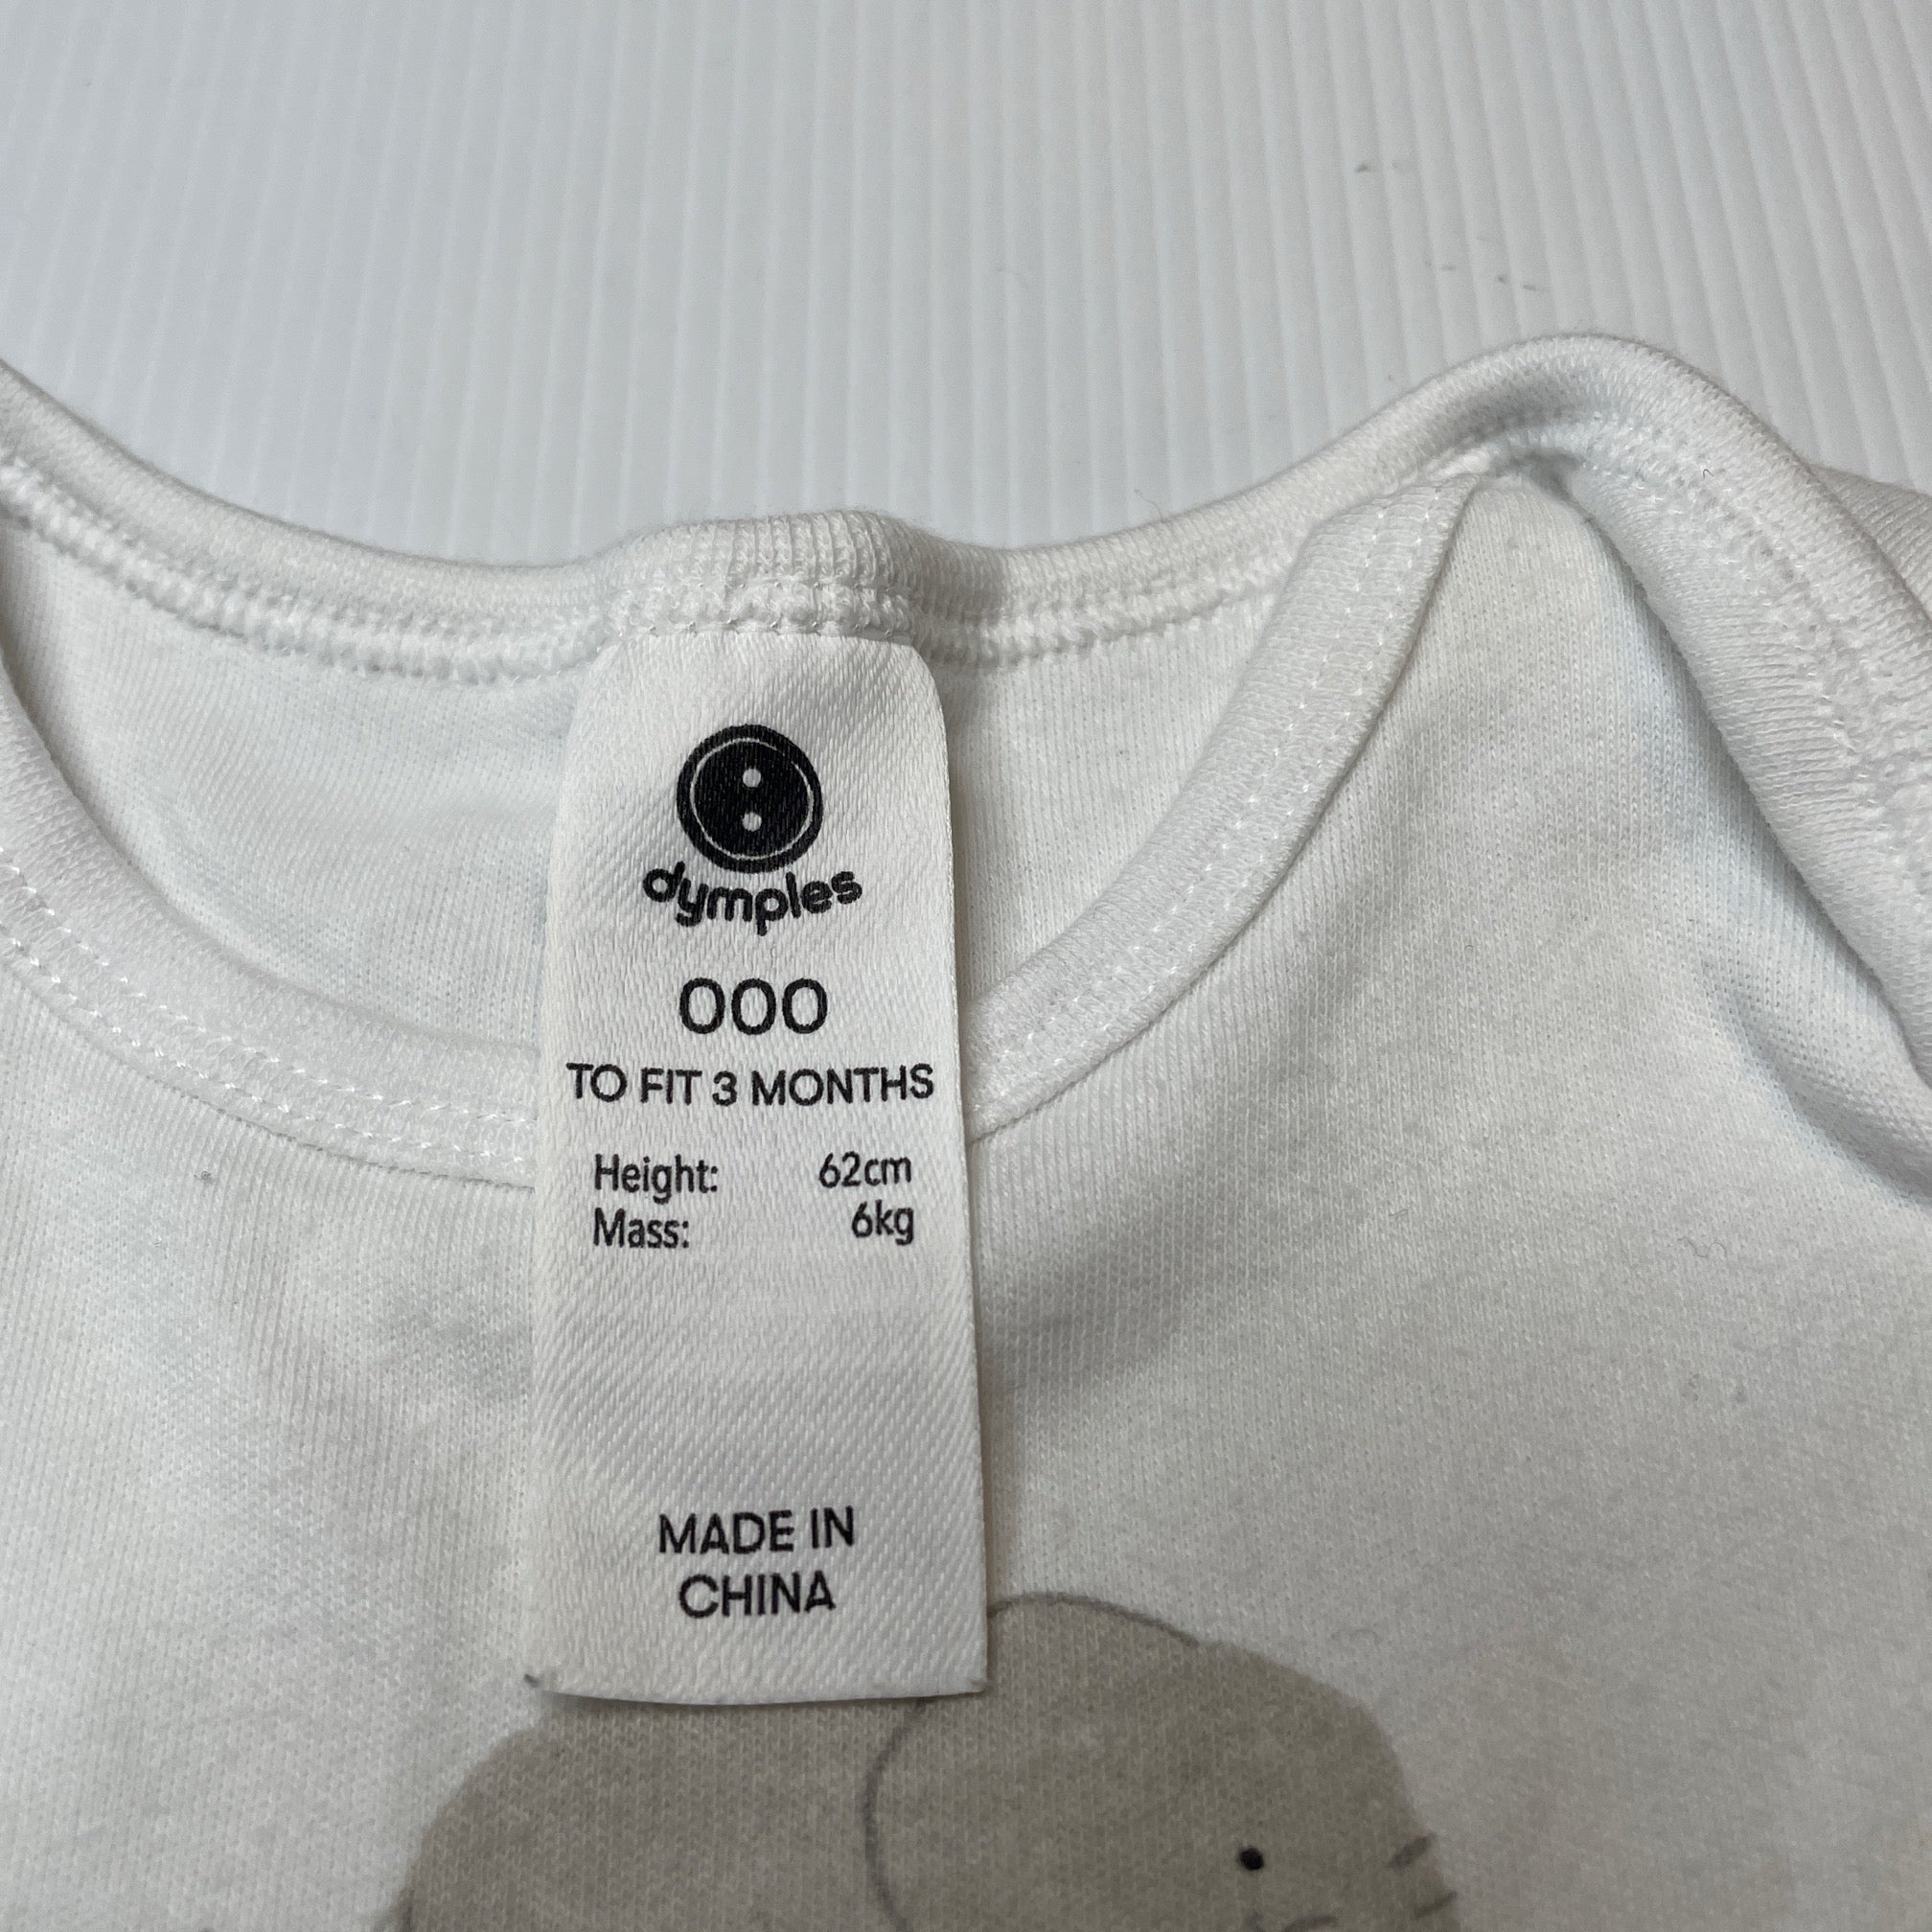 dymples
000
TO FIT 3 MONTHS
Height: 62cm
Mass: 6kg
MADE IN
CHINA